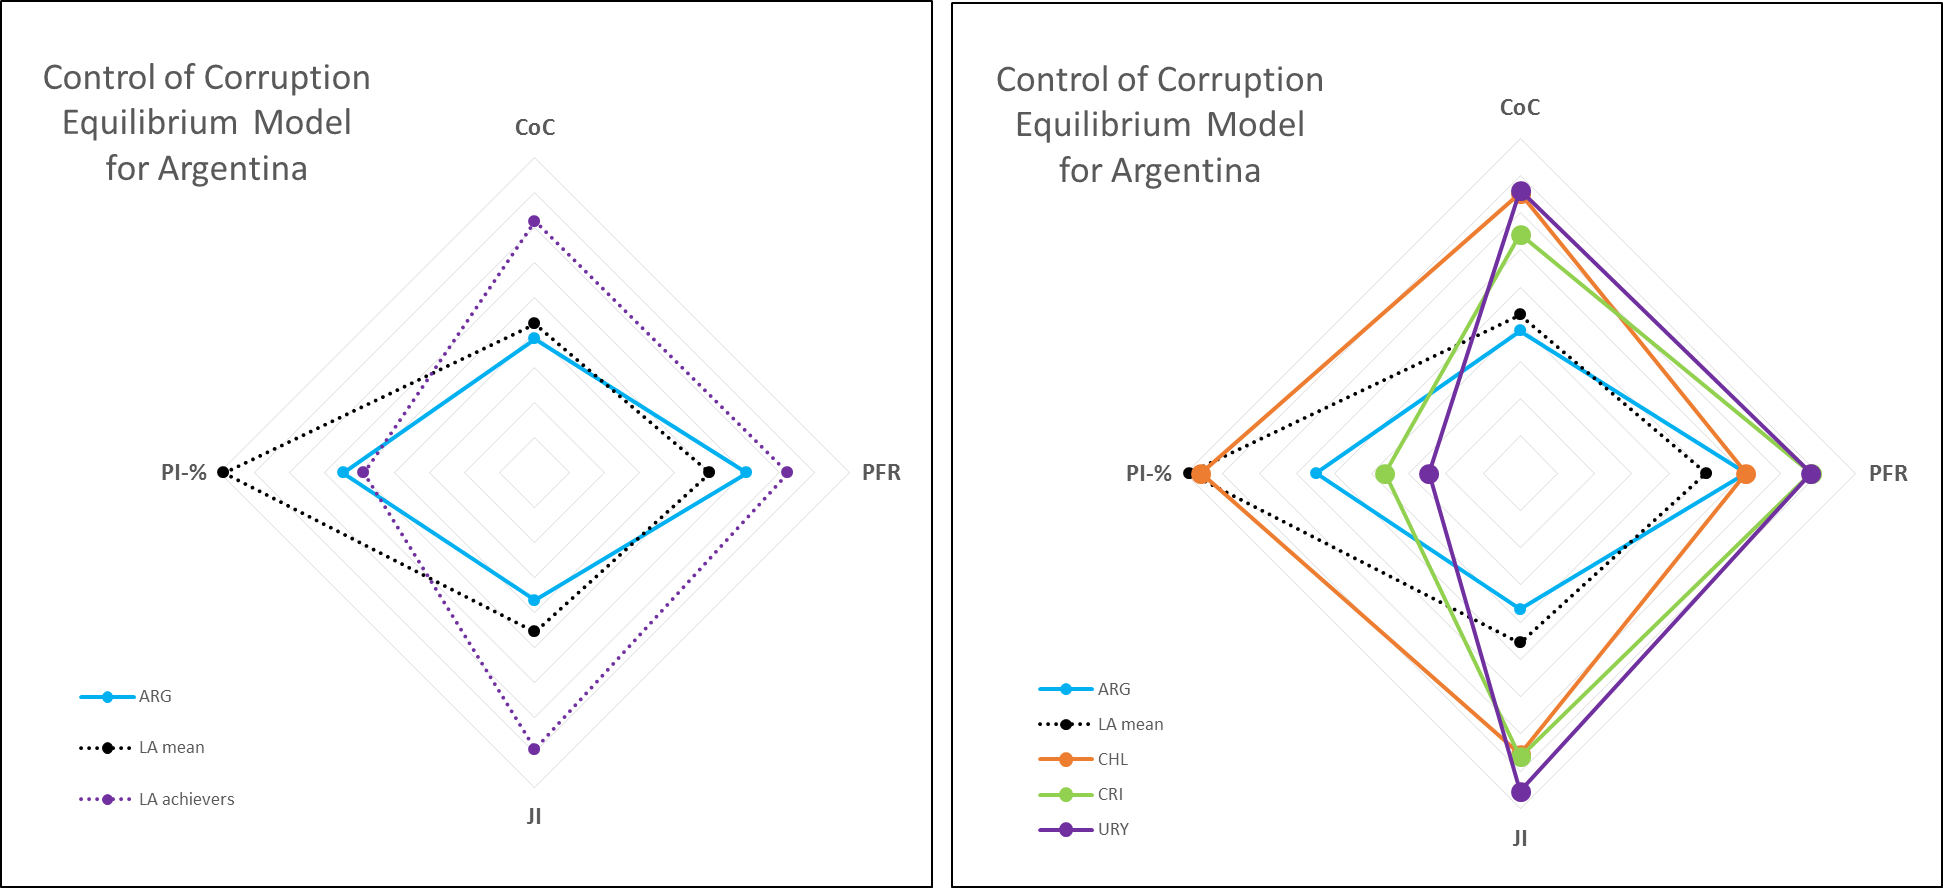 Control of Corruption
Equilibrium Model
for Argentina
CoC
PI-%
PFR
JI
ARG
LA mean
LA achievers
Control of Corruption
Equilibrium Model
for Argentina
CoC
PI-%
PFR
JI
ARG
LA mean
CHL
CRI
URY